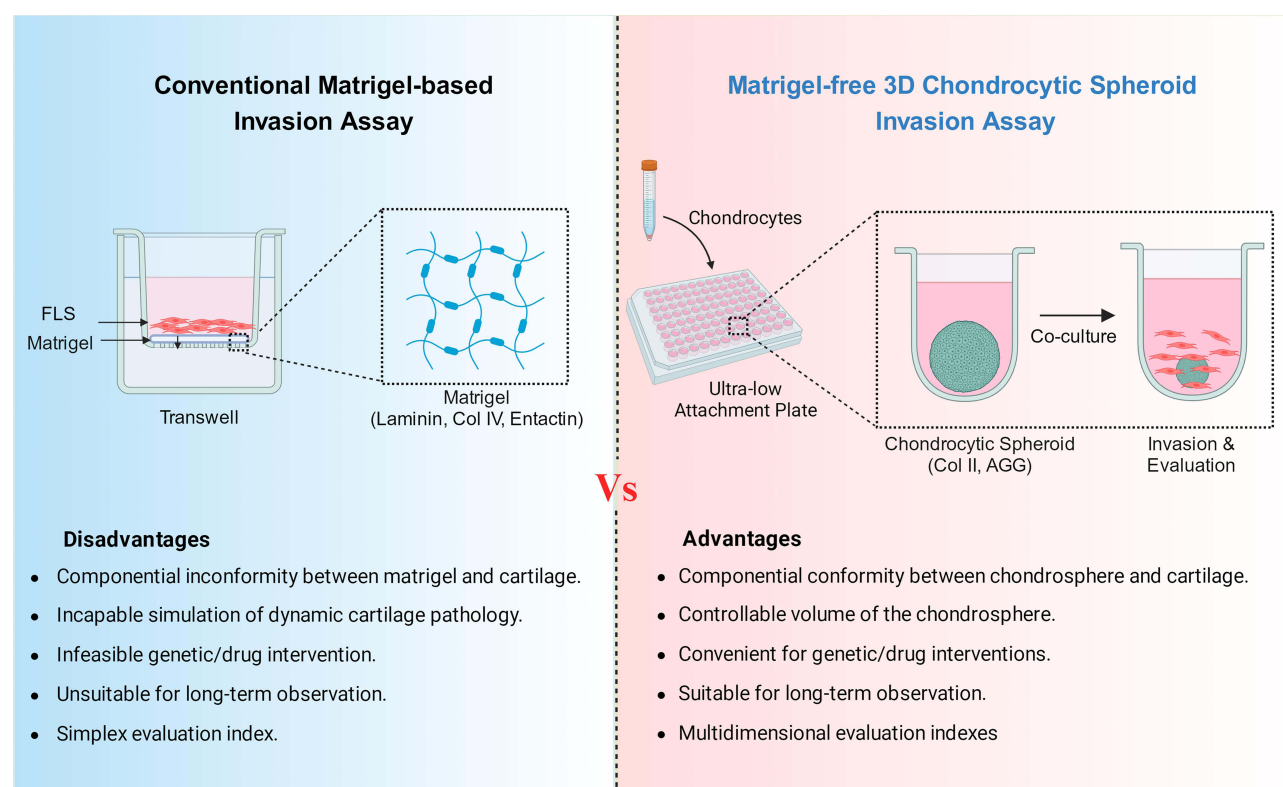 Conventional Matrigel-based
Invasion Assay
FLS
Matrigel
Transwell
Matrigel
(Laminin, Col IV, Entactin)
Disadvantages
• Componential inconformity between matrigel and cartilage.
• Incapable simulation of dynamic cartilage pathology.
• Infeasible genetic/drug intervention.
• Unsuitable for long-term observation.
• Simplex evaluation index.
Vs
Matrigel-free 3D Chondrocytic Spheroid
Invasion Assay
Chondrocytes
Ultra-low
Attachment Plate
Co-culture
Chondrocytic Spheroid
(Col II, AGG)
Invasion &
Evaluation
Advantages
• Componential conformity between chondrosphere and cartilage.
• Controllable volume of the chondrosphere.
• Convenient for genetic/drug interventions.
• Suitable for long-term observation.
• Multidimensional evaluation indexes